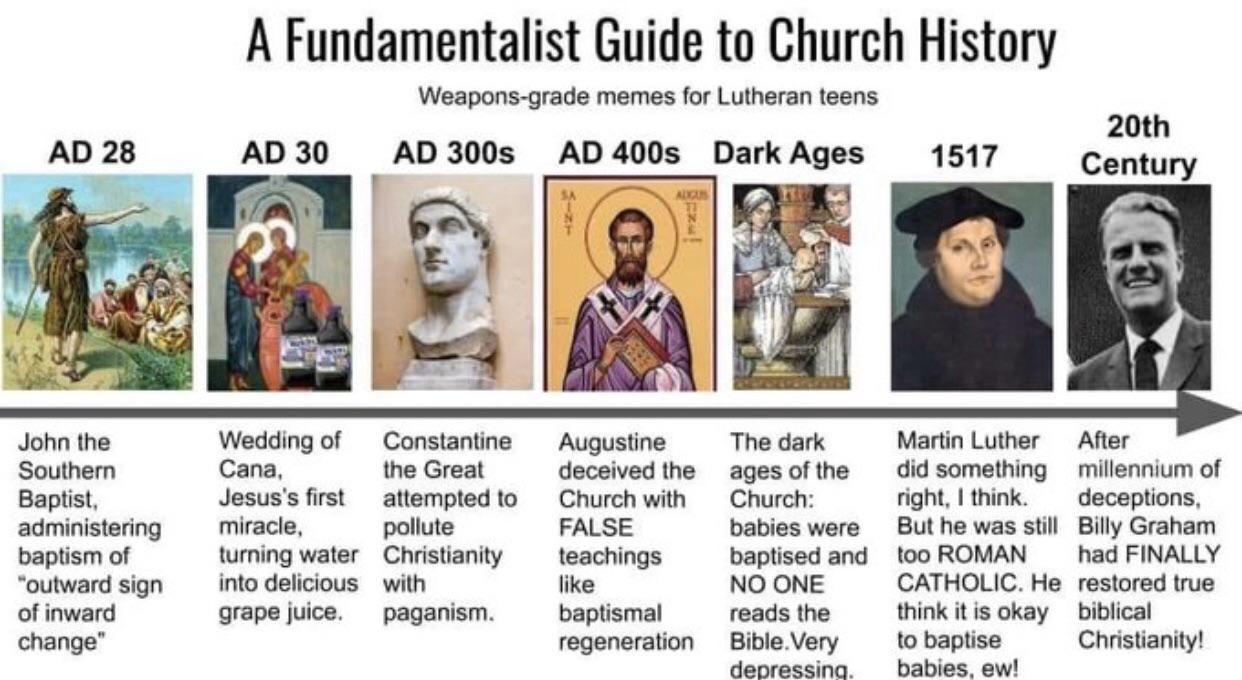 A Fundamentalist Guide to Church History
Weapons-grade memes for Lutheran teens
AD 28
AD 30
AD 300s
AD 400s
Dark Ages
1517
20th
Century
SAINT
AUGUS
TINE
John the
Southern
Baptist,
administering
baptism of
“outward sign
of inward
change”
Wedding of
Cana,
Jesus's first
miracle,
turning water
into delicious
grape juice.
Constantine
the Great
attempted to
pollute
Christianity
with
paganism.
Augustine
deceived the
Church with
FALSE
teachings
like
baptismal
regeneration
The dark
ages of the
Church:
babies were
baptised and
NO ONE
reads the
Bible.Very
depressing.
Martin Luther
did something
right, I think.
But he was still
too ROMAN
CATHOLIC. He
think it is okay
to baptise
babies, ew!
After
millennium of
deceptions,
Billy Graham
had FINALLY
restored true
biblical
Christianity!